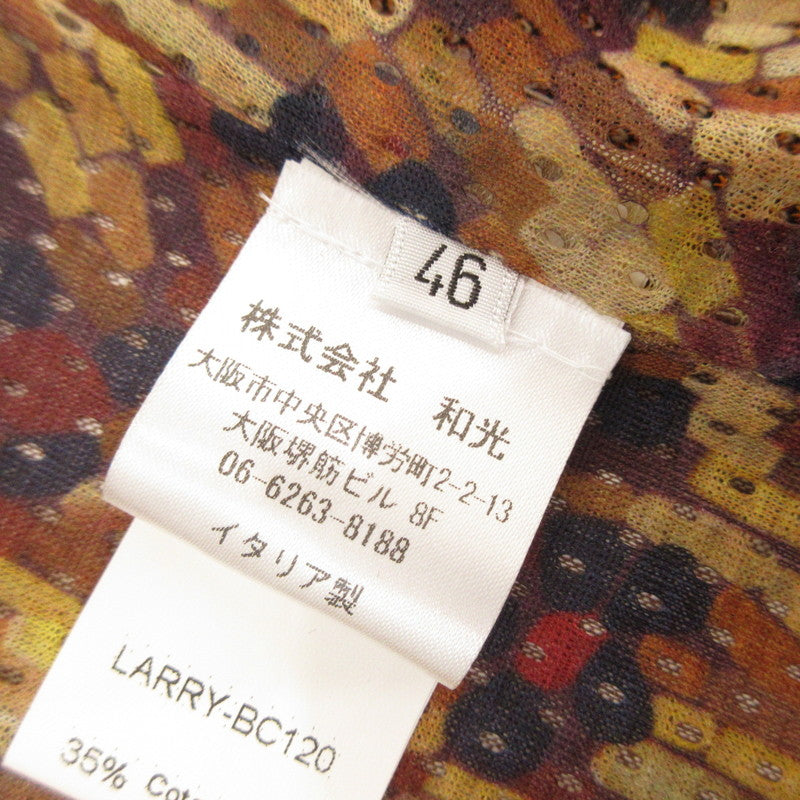 46
株式会社 和光
大阪市中央区博労町2-2-13
大阪堺筋ビル 8F
06-6263-8188
イタリア製
LARRY-BC120
35%